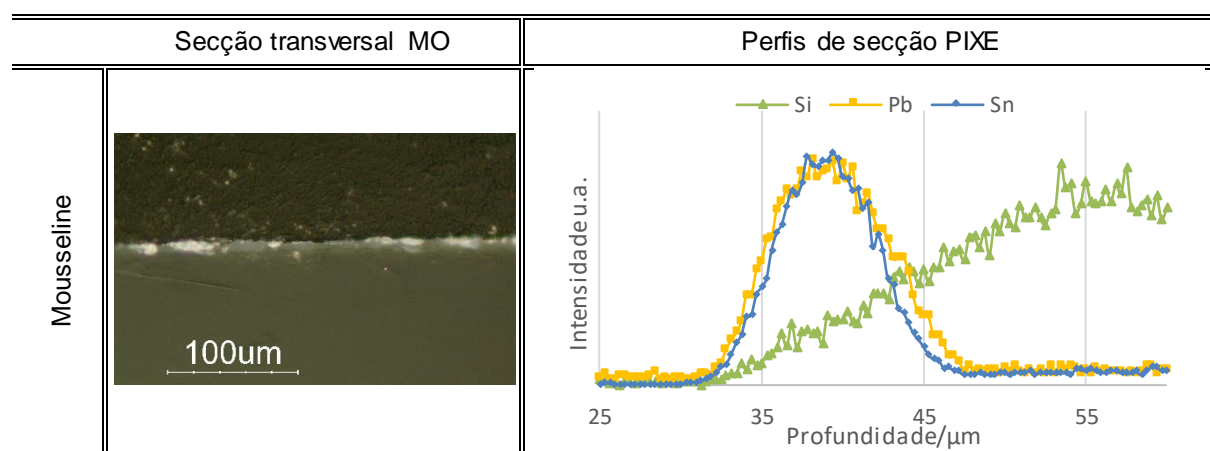 Secção transversal MO
Perfis de secção PIXE
Mousseline
100um
Si Pb Sn
Intensidade u.a.
25 35 45 55
Profundidade/µm